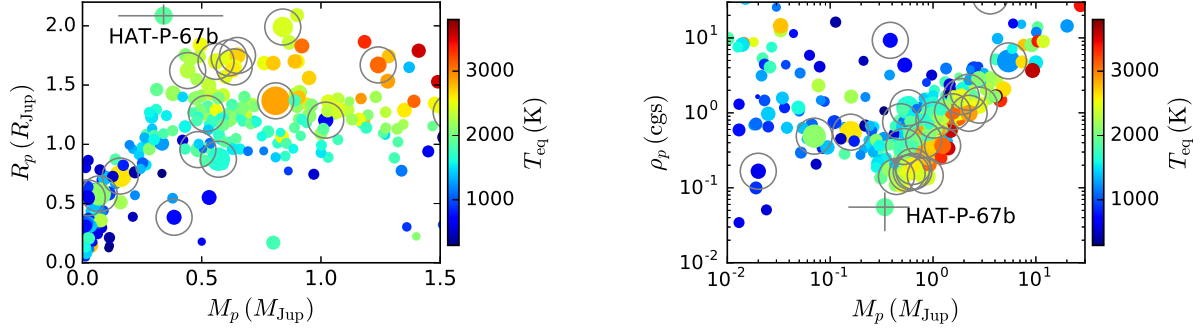 2.0
1.5
1.0
0.5
0.0
R_p (R_Jup)
HAT-P-67b
0.0 0.5 1.0 1.5
M_p (M_Jup)
3000
2000
1000
T_eq (K)
10^1
10^0
10^-1
10^-2
ρ_p (cgs)
HAT-P-67b
10^-2 10^-1 10^0 10^1
M_p (M_Jup)
3000
2000
1000
T_eq (K)